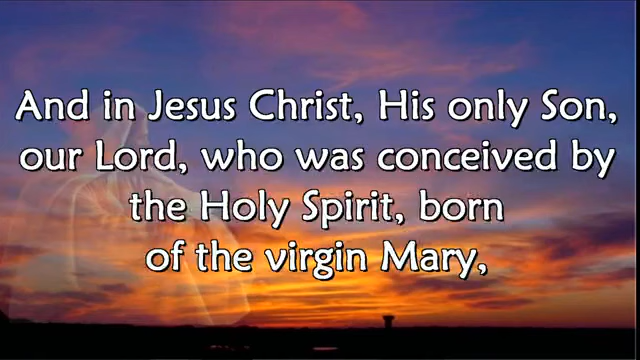 And in Jesus Christ, His only Son,
our Lord, who was conceived by
the Holy Spirit, born
of the virgin Mary,